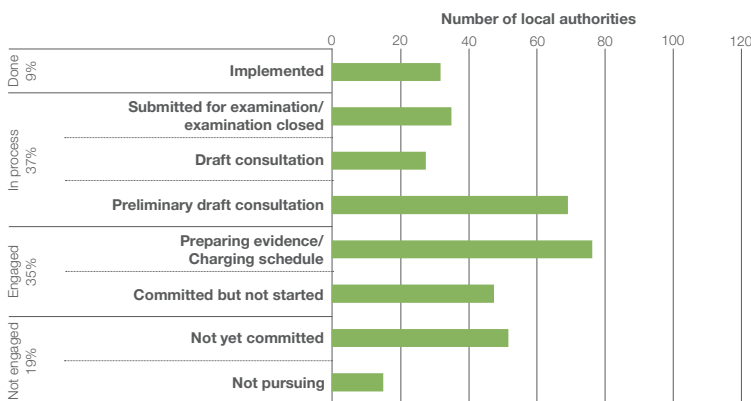 Number of local authorities
0 20 40 60 80 100 120
Done
9%
Implemented
In process
37%
Submitted for examination/
examination closed
Draft consultation
Preliminary draft consultation
Engaged
35%
Preparing evidence/
Charging schedule
Committed but not started
Not engaged
19%
Not yet committed
Not pursuing